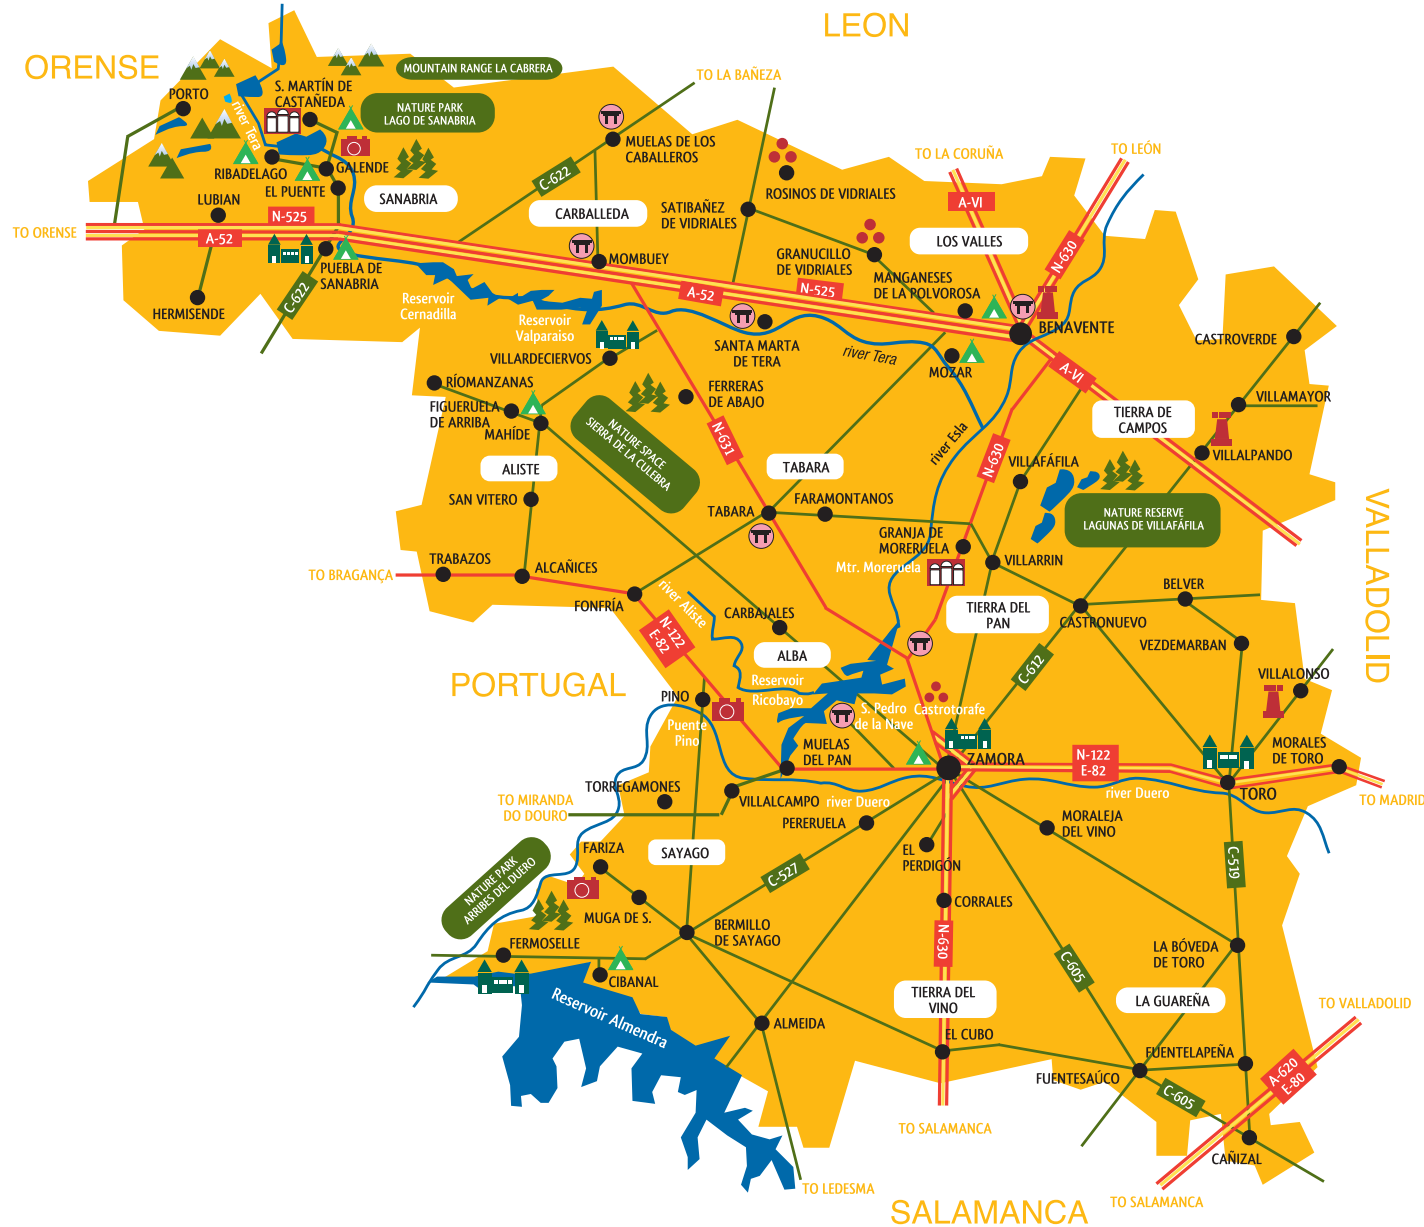 LEON
ORENSE
MOUNTAIN RANGE LA CABRERA
TO LA BAÑEZA
S. MARTÍN DE
CASTAÑEDA
PORTO
river Tera
NATURE PARK
LAGO DE SANABRIA
MUELAS DE LOS
CABALLEROS
TO LA CORUÑA
TO LEÓN
RIBADELAGO
GALENDE
EL PUENTE
C-622
ROSINOS DE VIDRIALES
LUBIAN
SANABRIA
CARBALLEDA
SATIBAÑEZ
DE VIDRIALES
A-VI
N-525
TO ORENSE
A-52
LOS VALLES
N-630
PUEBLA DE
SANABRIA
MOMBUEY
GRANUCILLO
DE VIDRIALES
MANGANESES
DE LA POLVOROSA
C-622
HERMISENDE
Reservoir
Cernadilla
A-52
N-525
Reservoir
Valparaiso
BENAVENTE
SANTA MARTA
DE TERA
river Tera
CASTROVERDE
VILLARDECIERVOS
MOZAR
A-VI
RÍOMANZANAS
FERRERAS
DE ABAJO
VILLAMAYOR
FIGUERUELA
DE ARRIBA
MAHÍDE
NATURE SPACE
SIERRA DE LA CULEBRA
N-631
TIERRA DE
CAMPOS
river Esla
N-630
VILLALPANDO
ALISTE
TABARA
VILLAFÁFILA
SAN VITERO
TABARA
FARAMONTANOS
NATURE RESERVE
LAGUNAS DE VILLAFÁFILA
VALLADOLID
GRANJA DE
MORERUELA
TRABAZOS
ALCAÑICES
TO BRAGANÇA
Mtr. Moreruela
VILLARRIN
FONFRÍA
river Aliste
BELVER
CARBAJALES
TIERRA DEL
PAN
CASTRONUEVO
N-122
E-82
VEZDEMARBAN
ALBA
C-612
PORTUGAL
Reservoir
Ricobayo
VILLALONSO
PINO
Puente
Pino
S. Pedro
de la Nave
Castrotorafe
MUELAS
DEL PAN
ZAMORA
N-122
E-82
MORALES
DE TORO
TORREGAMONES
VILLALCAMPO
river Duero
river Duero
TORO
TO MADRID
TO MIRANDA
DO DOURO
PERERUELA
MORALEJA
DEL VINO
FARIZA
SAYAGO
EL
PERDIGÓN
C-519
NATURE PARK
ARRIBES DEL DUERO
C-527
CORRALES
MUGA DE S.
BERMILLO
DE SAYAGO
N-630
FERMOSELLE
LA BÓVEDA
DE TORO
C-605
CIBANAL
TIERRA DEL
VINO
LA GUAREÑA
TO VALLADOLID
Reservoir Almendra
ALMEIDA
EL CUBO
FUENTELAPEÑA
FUENTESAÚCO
A-620
E-80
C-605
TO SALAMANCA
CAÑIZAL
TO LEDESMA
TO SALAMANCA
SALAMANCA